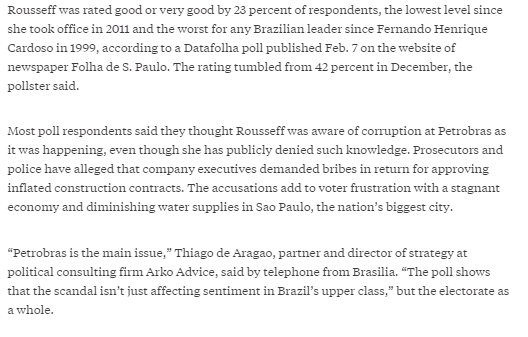 Rousseff was rated good or very good by 23 percent of respondents, the lowest level since
she took office in 2011 and the worst for any Brazilian leader since Fernando Henrique
Cardoso in 1999, according to a Datafolha poll published Feb. 7 on the website of
newspaper Folha de S. Paulo. The rating tumbled from 42 percent in December, the
pollster said.
Most poll respondents said they thought Rousseff was aware of corruption at Petrobras as
it was happening, even though she has publicly denied such knowledge. Prosecutors and
police have alleged that company executives demanded bribes in return for approving
inflated construction contracts. The accusations add to voter frustration with a stagnant
economy and diminishing water supplies in Sao Paulo, the nation’s biggest city.
“Petrobras is the main issue,” Thiago de Aragao, partner and director of strategy at
political consulting firm Arko Advice, said by telephone from Brasilia. “The poll shows
that the scandal isn’t just affecting sentiment in Brazil’s upper class,” but the electorate as
a whole.